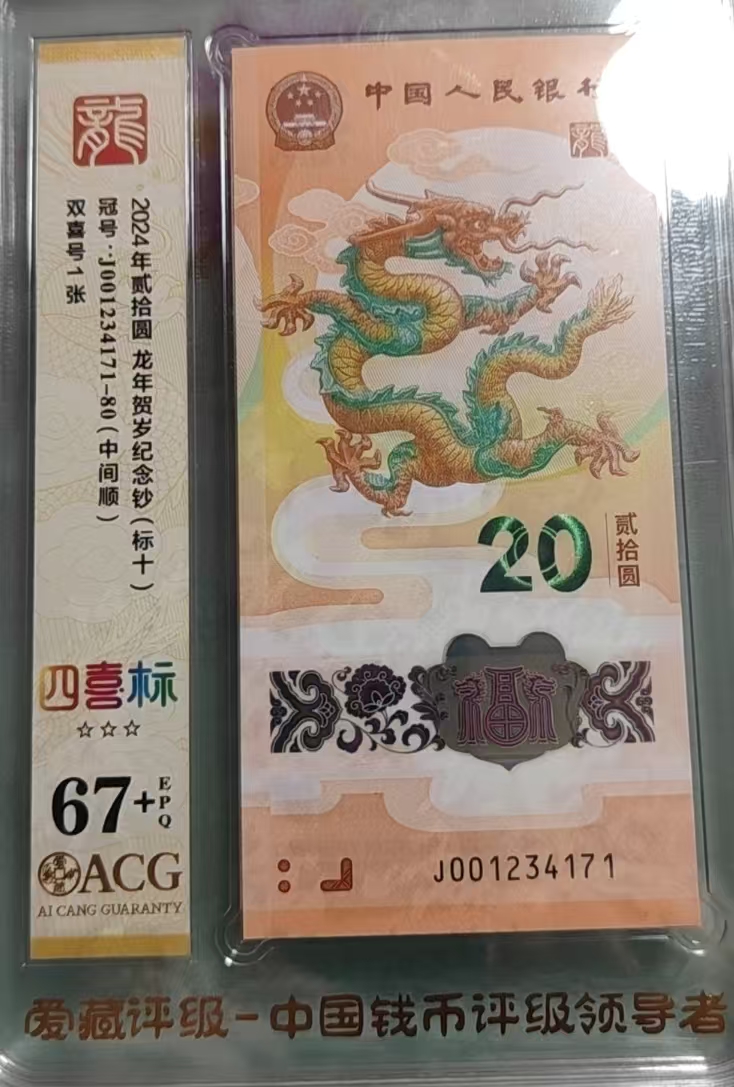 龍
2024年贰拾圆 龙年贺岁纪念钞(标十)
冠号:J001234171-80(中间顺)
双喜号1张
四喜标
☆☆☆
67+EPQ
ACG
AI CANG GUARANTY
中国人民银
龍
20
贰拾圆
福
J001234171
爱藏评级-中国钱币评级领导者